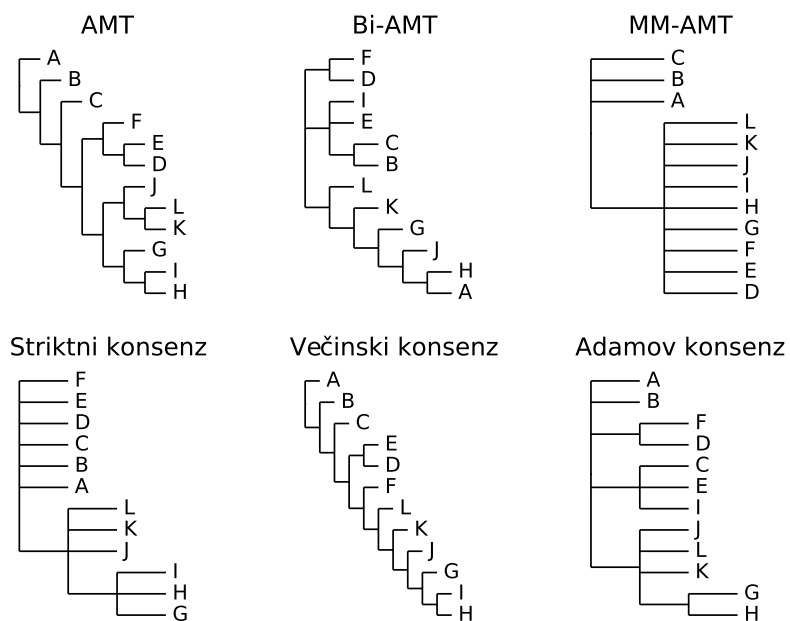 AMT
A
B
C
F
E
D
J
L
K
G
I
H
Bi-AMT
F
D
I
E
C
B
L
K
G
J
H
A
MM-AMT
C
B
A
L
K
J
I
H
G
F
E
D
Striktni konsenz
F
E
D
C
B
A
L
K
J
I
H
G
Večinski konsenz
A
B
C
E
D
F
L
K
J
G
I
H
Adamov konsenz
A
B
F
D
C
E
I
J
L
K
G
H